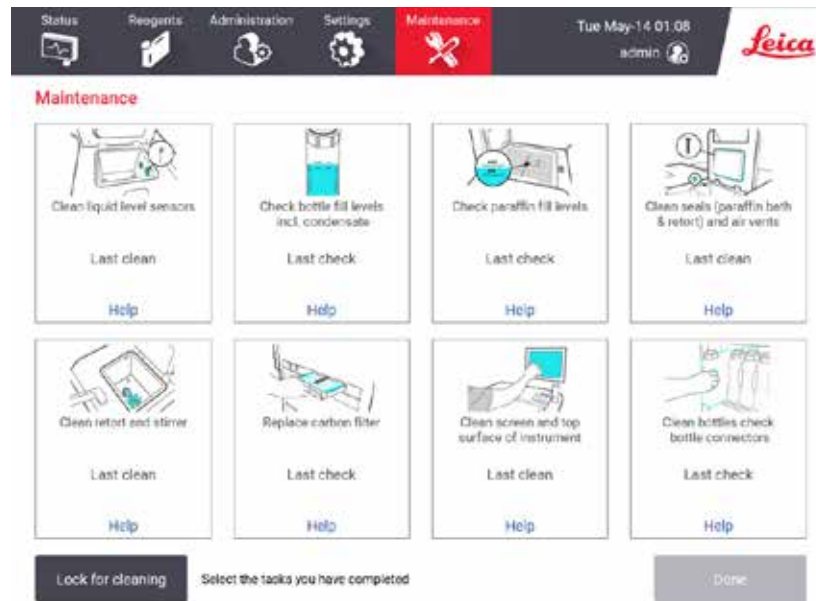 Status Reagents Administration Settings Maintenance
Tue May-14 01:08
admin
Leica
Maintenance
Clean liquid level sensors
Last clean
Help
Check bottle fill levels
incl. condensate
Last check
Help
Check paraffin fill levels
Last check
Help
Clean seals (paraffin bath
& retort) and air vents
Last clean
Help
Clean retort and stirrer
Last clean
Help
Replace carbon filter
Last check
Help
Clean screen and top
surface of instrument
Last clean
Help
Clean bottles check
bottle connectors
Last check
Help
Lock for cleaning
Select the tasks you have completed
Done